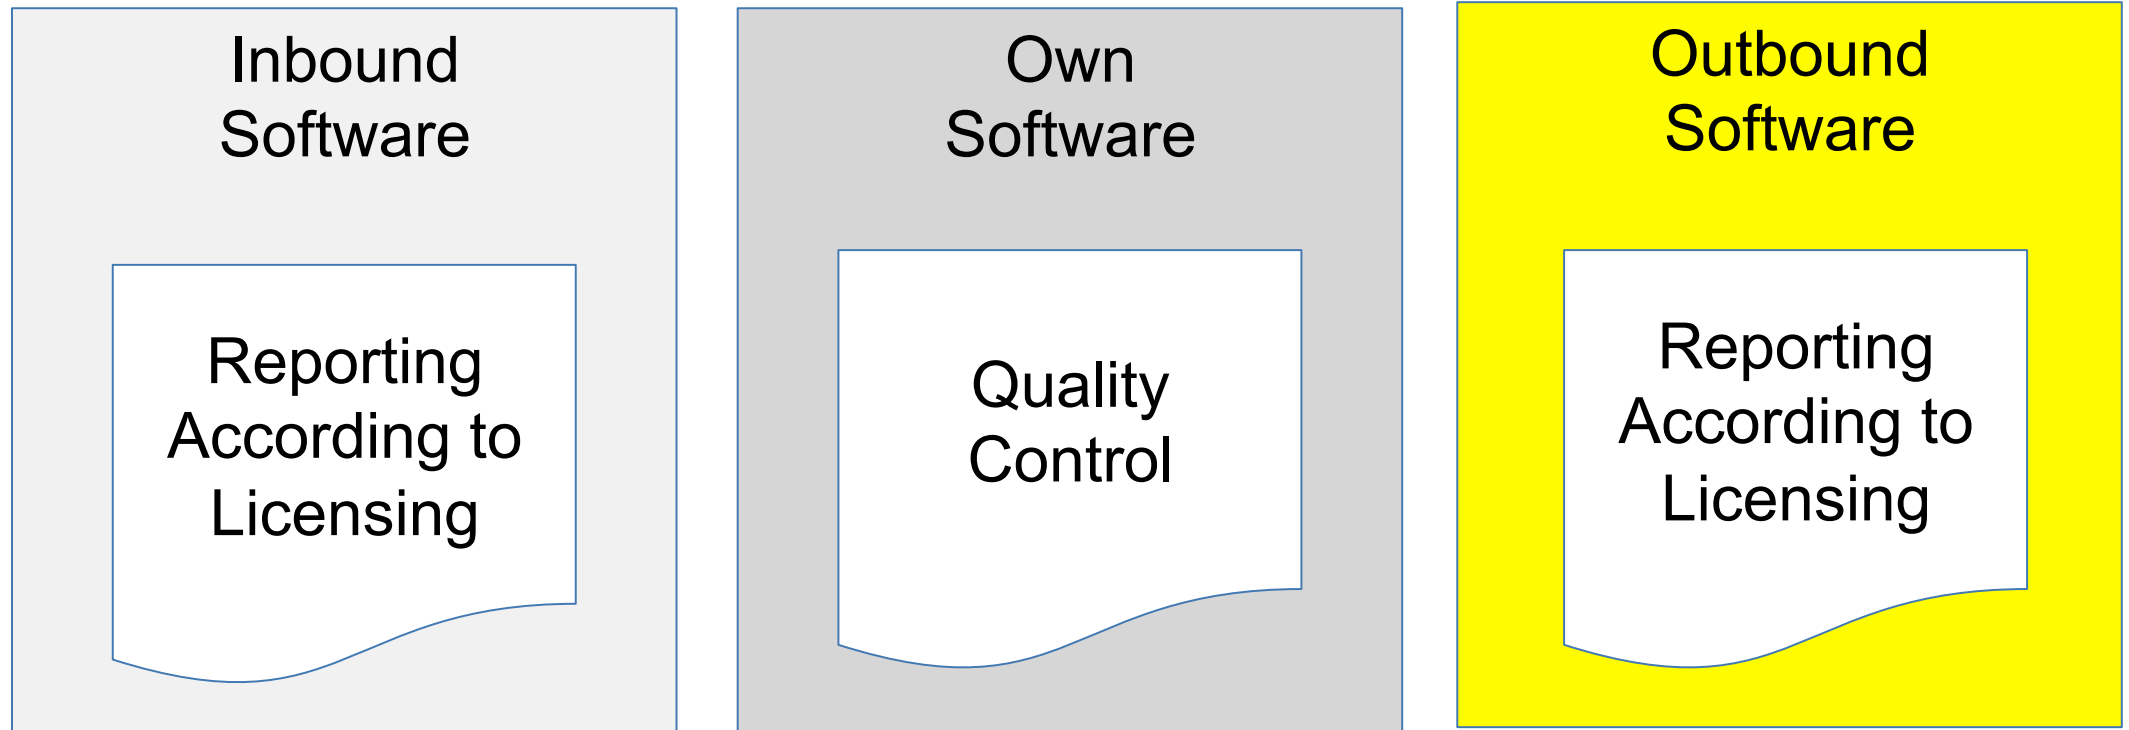 Inbound
Software
Reporting
According to
Licensing
Own
Software
Quality
Control
Outbound
Software
Reporting
According to
Licensing